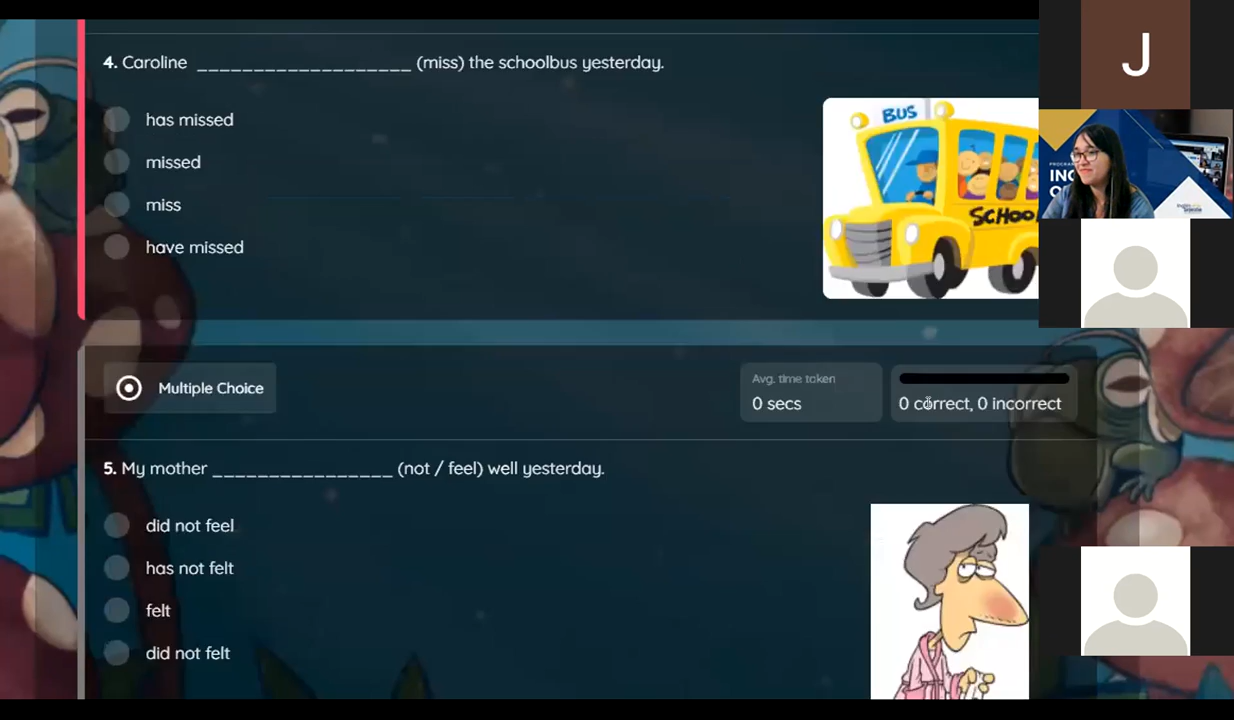 4. Caroline ___________________ (miss) the schoolbus yesterday.
has missed
missed
miss
have missed
BUS
SCHOO
J
Multiple Choice
Avg. time taken
0 secs
0 correct, 0 incorrect
5. My mother ________________ (not / feel) well yesterday.
did not feel
has not felt
felt
did not felt